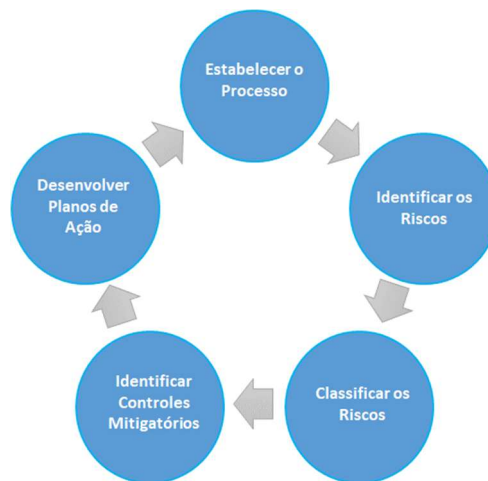 Estabelecer o
Processo
Identificar os
Riscos
Classificar os
Riscos
Identificar
Controles
Mitigatórios
Desenvolver
Planos de
Ação